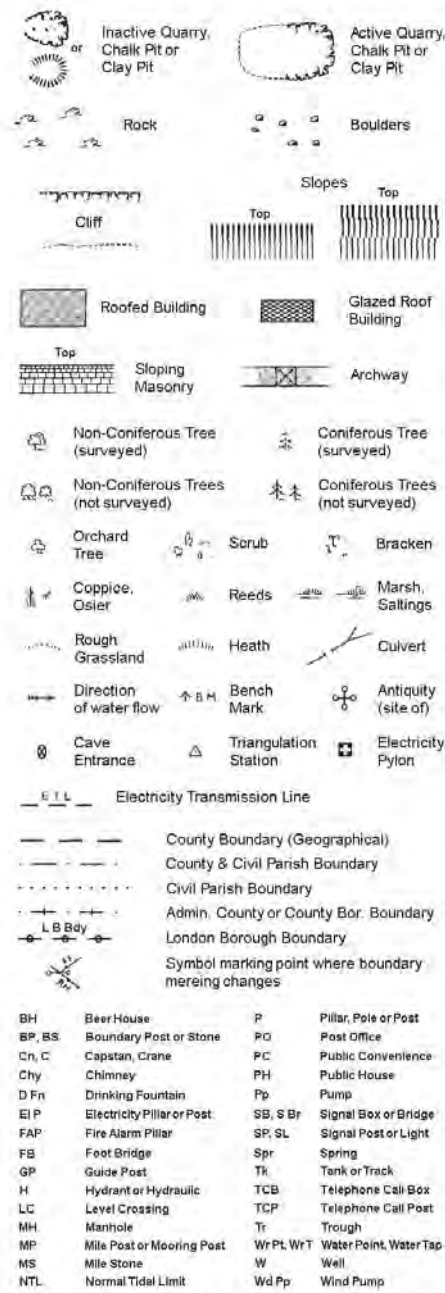 or
Inactive Quarry,
Chalk Pit or
Clay Pit
Active Quarry,
Chalk Pit or
Clay Pit
Rock
Boulders
Cliff
Slopes
Top
Top
Roofed Building
Glazed Roof
Building
Top
Sloping
Masonry
Archway
Non-Coniferous Tree
(surveyed)
Coniferous Tree
(surveyed)
Non-Coniferous Trees
(not surveyed)
Coniferous Trees
(not surveyed)
Orchard
Tree
Scrub
Bracken
Coppice,
Osier
Reeds
Marsh,
Saltings
Rough
Grassland
Heath
Culvert
Direction
of water flow
B M
Bench
Mark
Antiquity
(site of)
Cave
Entrance
Triangulation
Station
Electricity
Pylon
E T L Electricity Transmission Line
County Boundary (Geographical)
County & Civil Parish Boundary
Civil Parish Boundary
Admin. County or County Bor. Boundary
L B Bdy London Borough Boundary
Symbol marking point where boundary
mereing changes
BH Beer House P Pillar, Pole or Post
BP, BS Boundary Post or Stone PO Post Office
Cn, C Capstan, Crane PC Public Convenience
Chy Chimney PH Public House
D Fn Drinking Fountain Pp Pump
El P Electricity Pillar or Post SB, S Br Signal Box or Bridge
FAP Fire Alarm Pillar SP, SL Signal Post or Light
FB Foot Bridge Spr Spring
GP Guide Post Tk Tank or Track
H Hydrant or Hydraulic TCB Telephone Call Box
LC Level Crossing TCP Telephone Call Post
MH Manhole Tr Trough
MP Mile Post or Mooring Post Wr Pt, Wr T Water Point, Water Tap
MS Mile Stone W Well
NTL Normal Tidal Limit Wd Pp Wind Pump